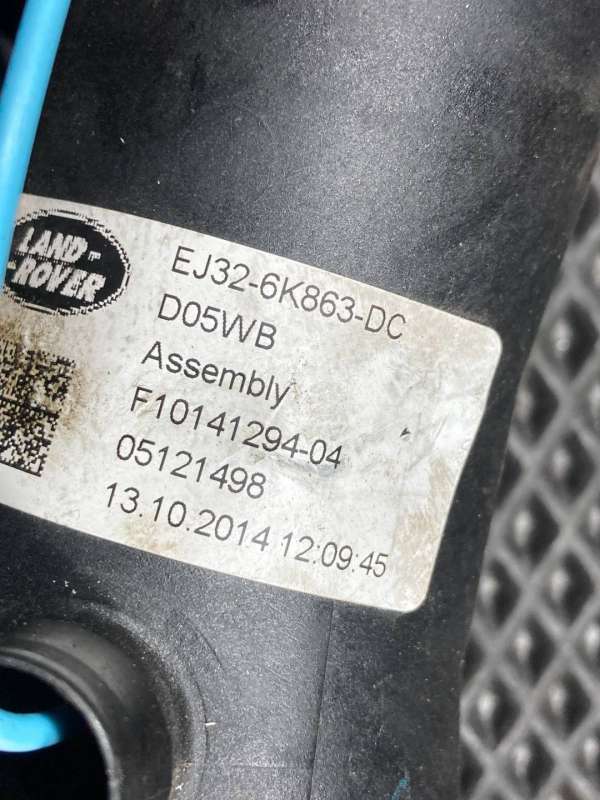 LAND-
-ROVER
EJ32-6K863-DC
D05WB
Assembly
F10141294-04
05121498
13.10.2014 12:09:45